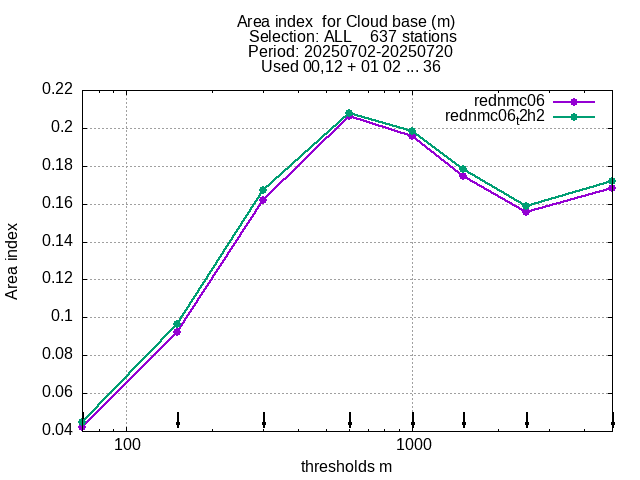 Area index  for Cloud base (m)
Selection: ALL    637 stations
Period: 20250702-20250720
Used 00,12 + 01 02 ... 36
rednmc06
rednmc06_t2h2
0.22
0.2
0.18
0.16
0.14
0.12
0.1
0.08
0.06
0.04
Area index
100
1000
thresholds m